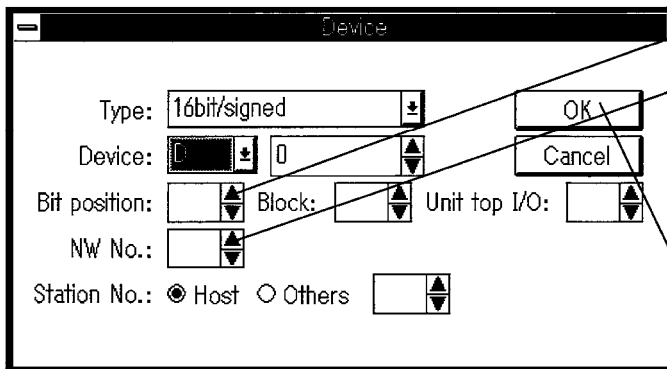 Device
Type: 16bit/signed OK
Device: D 0 Cancel
Bit position: Block: Unit top I/O:
NW No.:
Station No.: Host Others